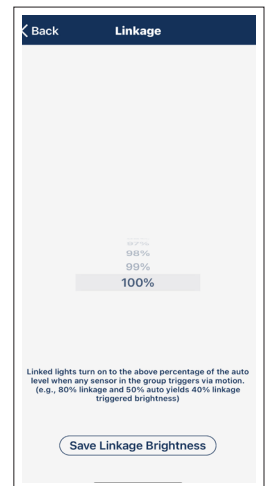 Back Linkage
97%
98%
99%
100%
Linked lights turn on to the above percentage of the auto
level when any sensor in the group triggers via motion.
(e.g., 80% linkage and 50% auto yields 40% linkage
triggered brightness)
Save Linkage Brightness